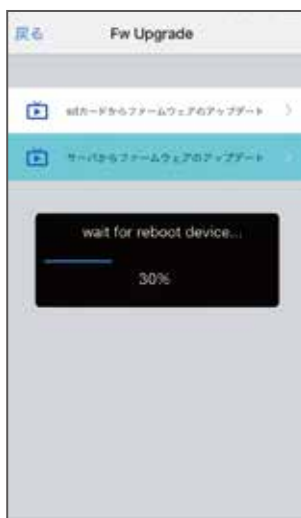 戻る Fw Upgrade
sdカードからファームウェアのアップデート
サーバからファームウェアのアップデート
wait for reboot device...
30%